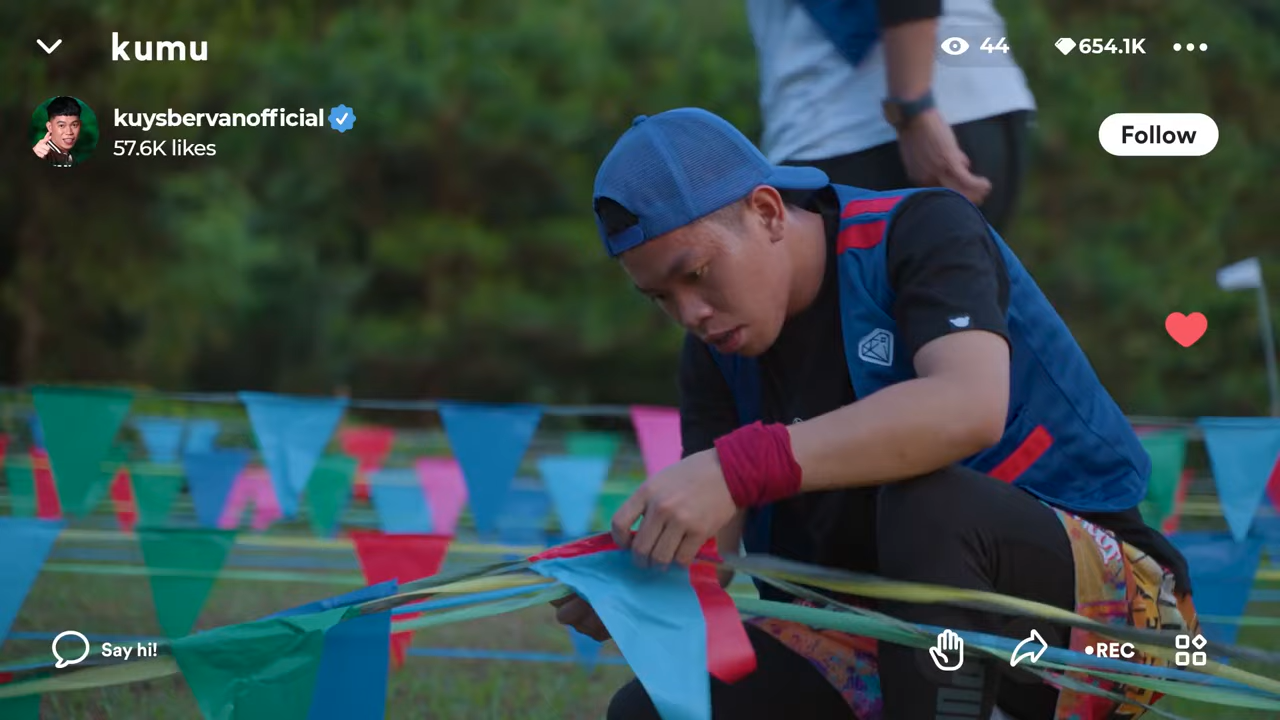 kumu
44
654.1K
kuysbervanofficial
57.6K likes
Follow
Say hi!
REC